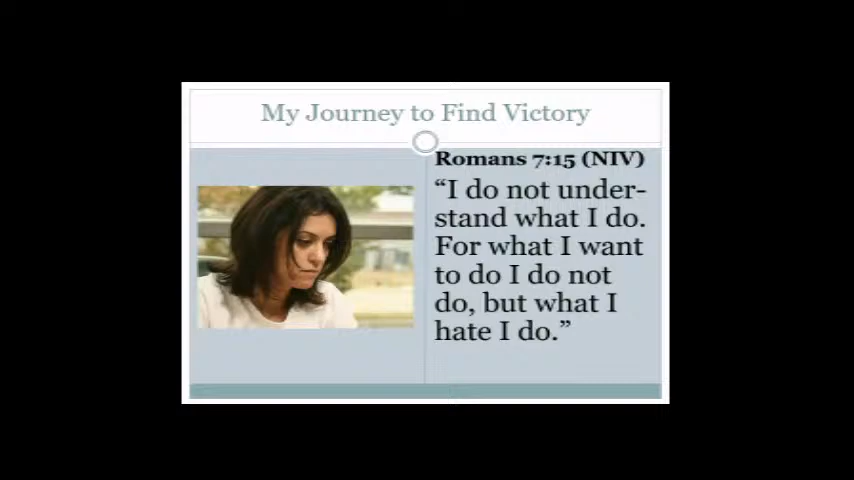 My Journey to Find Victory
Romans 7:15 (NIV)
“I do not under-
stand what I do.
For what I want
to do I do not
do, but what I
hate I do.”